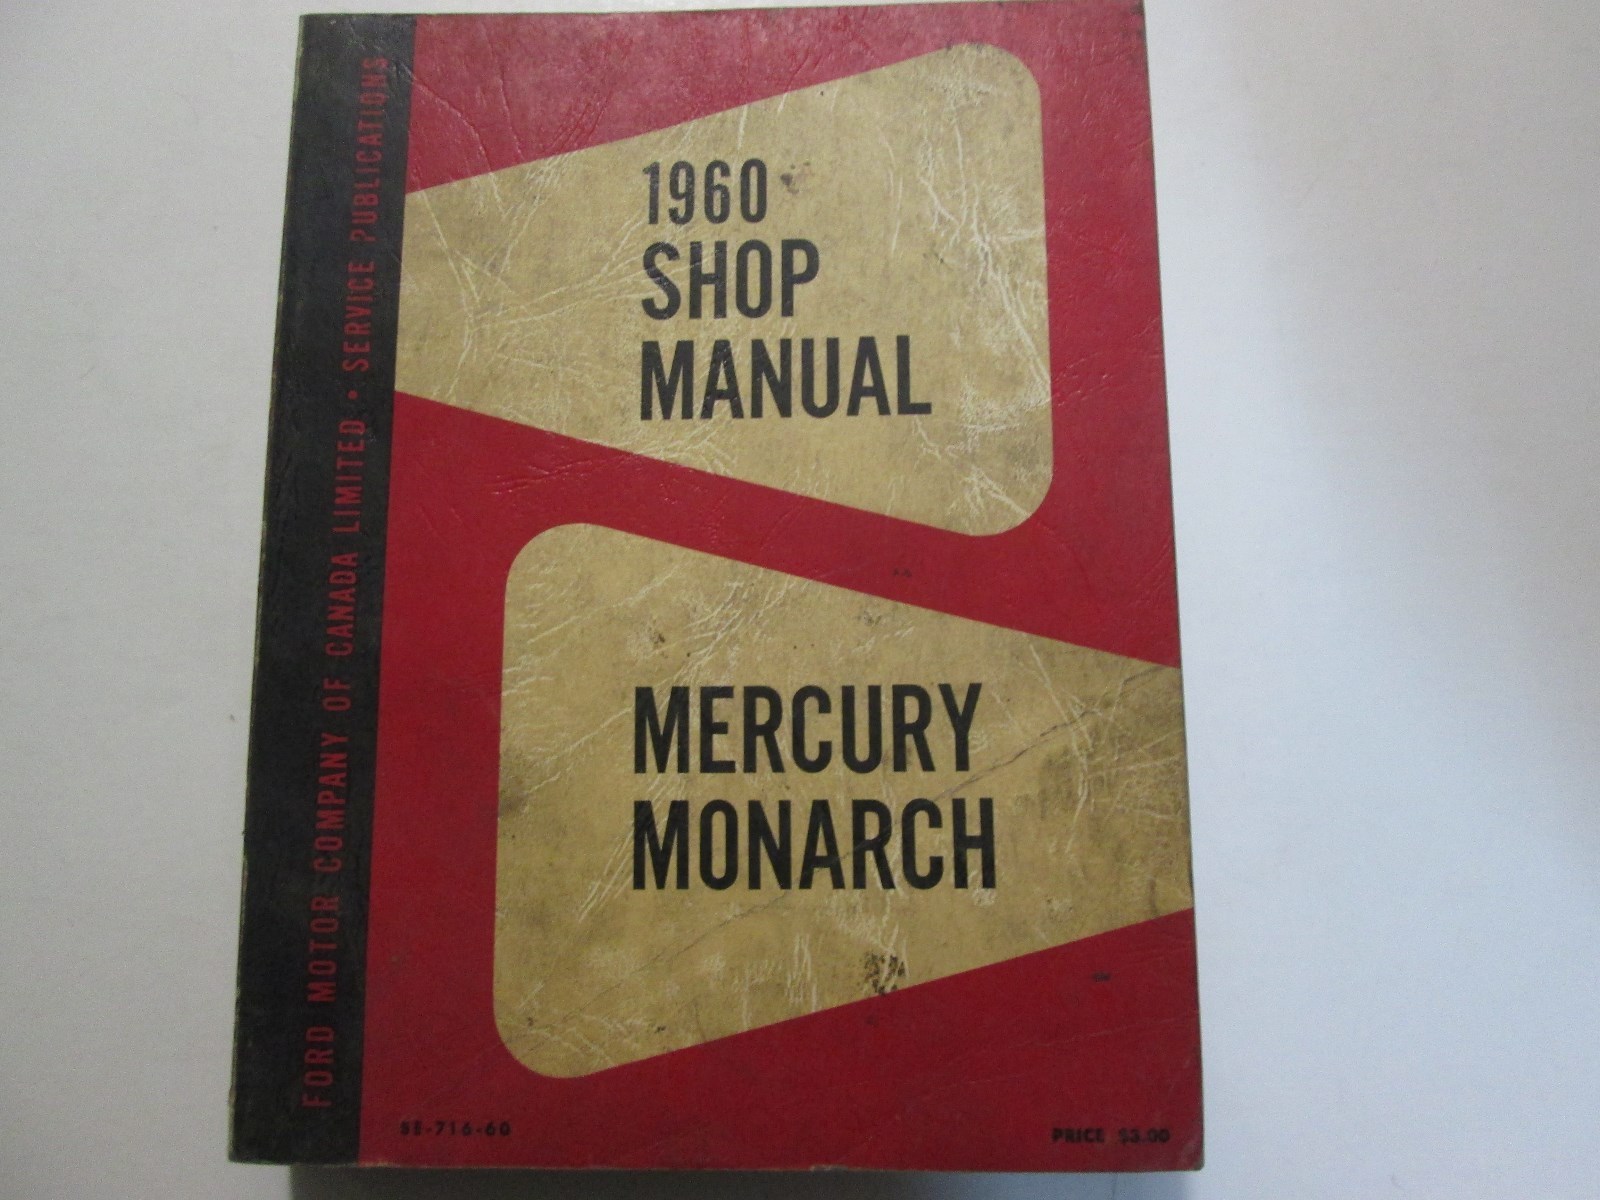 FORD MOTOR COMPANY OF CANADA LIMITED • SERVICE PUBLICATIONS
1960
SHOP
MANUAL
MERCURY
MONARCH
SE-716-60
PRICE $3.00